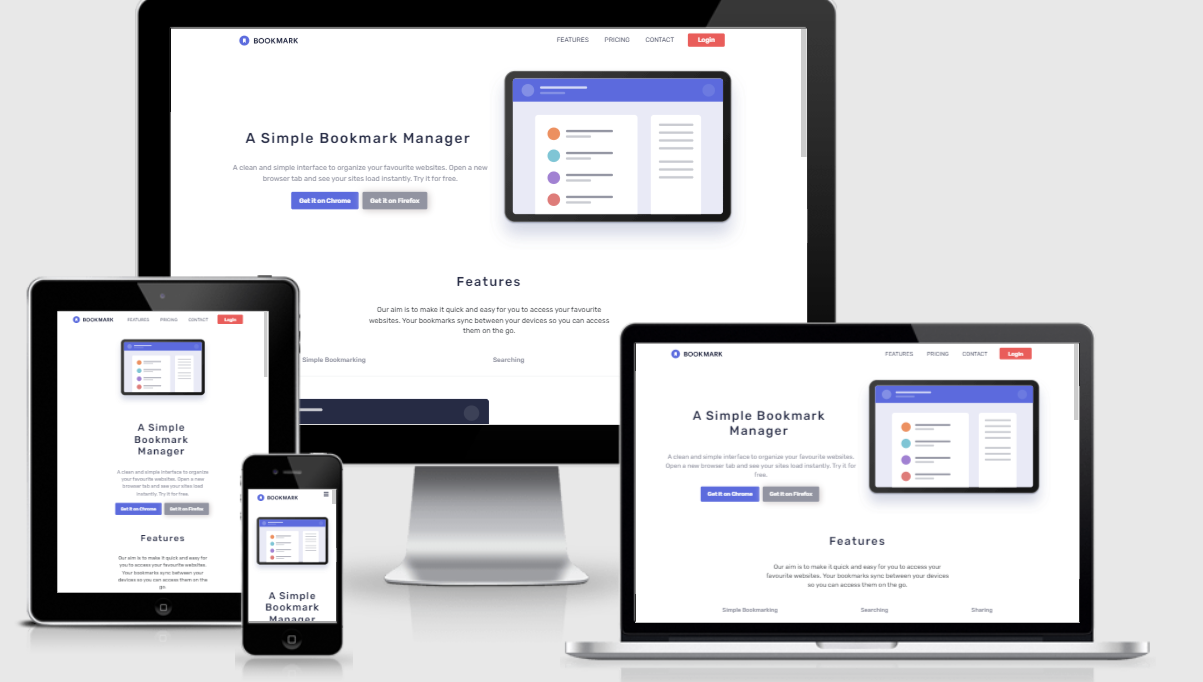 BOOKMARK
FEATURES PRICING CONTACT Login
A Simple Bookmark Manager
A clean and simple interface to organize your favourite websites. Open a new
browser tab and see your sites load instantly. Try it for free.
Get it on Chrome Get it on Firefox
Features
Our aim is to make it quick and easy for you to access your favourite
websites. Your bookmarks sync between your devices so you can access
them on the go.
Simple Bookmarking Searching
BOOKMARK FEATURES PRICING CONTACT Login
A Simple
Bookmark
Manager
A clean and simple interface to organize
your favourite websites. Open a new
browser tab and see your sites load
instantly. Try it for free.
Get it on Chrome Get it on Firefox
Features
Our aim is to make it quick and easy for
you to access your favourite websites.
Your bookmarks sync between your
devices so you can access them on the
go
BOOKMARK
A Simple
Bookmark
Manager
BOOKMARK
FEATURES PRICING CONTACT Login
A Simple Bookmark
Manager
A clean and simple interface to organize your favourite websites.
Open a new browser tab and see your sites load instantly. Try it for
free.
Get it on Chrome Get it on Firefox
Features
Our aim is to make it quick and easy for you to access your
favourite websites. Your bookmarks sync between your devices
so you can access them on the go.
Simple Bookmarking Searching Sharing